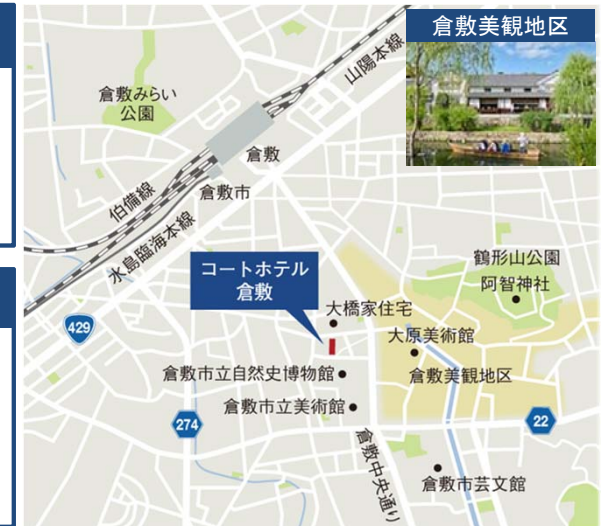 倉敷美観地区
山陽本線
倉敷みらい
公園
倉敷
倉敷市
伯備線
水島臨海本線
コートホテル
倉敷
鶴形山公園
阿智神社
大橋家住宅
大原美術館
429
倉敷市立自然史博物館
倉敷美観地区
倉敷市立美術館
274
22
倉敷中央通り
倉敷市芸文館